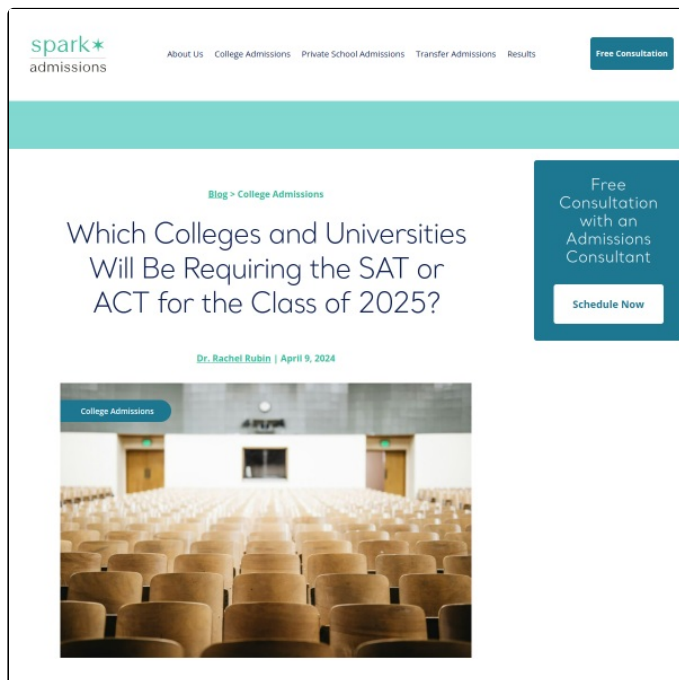 spark✶
admissions
About Us College Admissions Private School Admissions Transfer Admissions Results
Free Consultation
Blog > College Admissions
Which Colleges and Universities
Will Be Requiring the SAT or
ACT for the Class of 2025?
Dr. Rachel Rubin | April 9, 2024
College Admissions
Free
Consultation
with an
Admissions
Consultant
Schedule Now